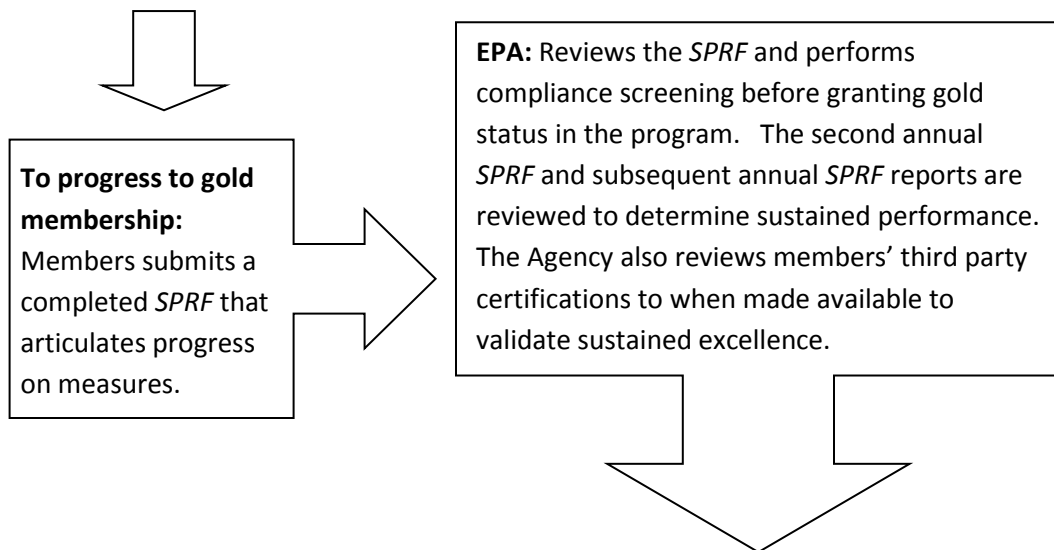 To progress to gold
membership:
Members submits a
completed SPRF that
articulates progress
on measures.
EPA: Reviews the SPRF and performs
compliance screening before granting gold
status in the program. The second annual
SPRF and subsequent annual SPRF reports are
reviewed to determine sustained performance.
The Agency also reviews members’ third party
certifications to when made available to
validate sustained excellence.